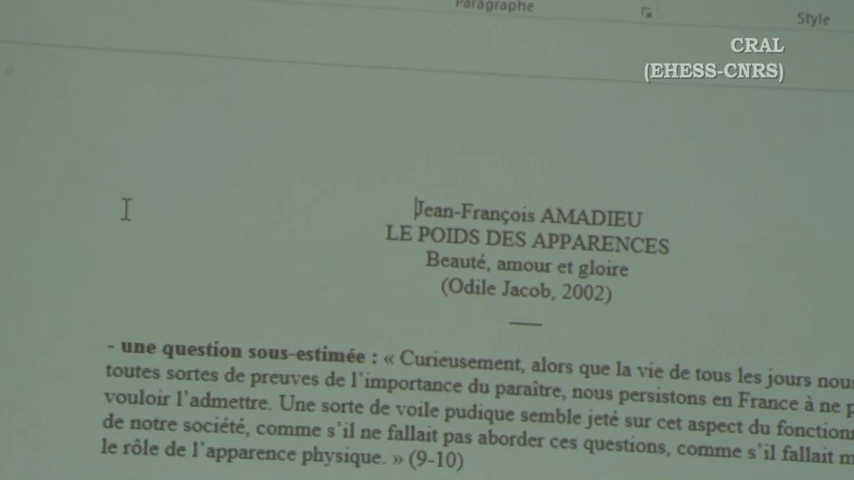 Paragraphe
Style
CRAL
(EHESS-CNRS)
Jean-François AMADIEU
LE POIDS DES APPARENCES
Beauté, amour et gloire
(Odile Jacob, 2002)
- une question sous-estimée : « Curieusement, alors que la vie de tous les jours nous
toutes sortes de preuves de l'importance du paraître, nous persistons en France à ne p
vouloir l'admettre. Une sorte de voile pudique semble jeté sur cet aspect du fonctionn
de notre société, comme s'il ne fallait pas aborder ces questions, comme s'il fallait m
le rôle de l'apparence physique. » (9-10)